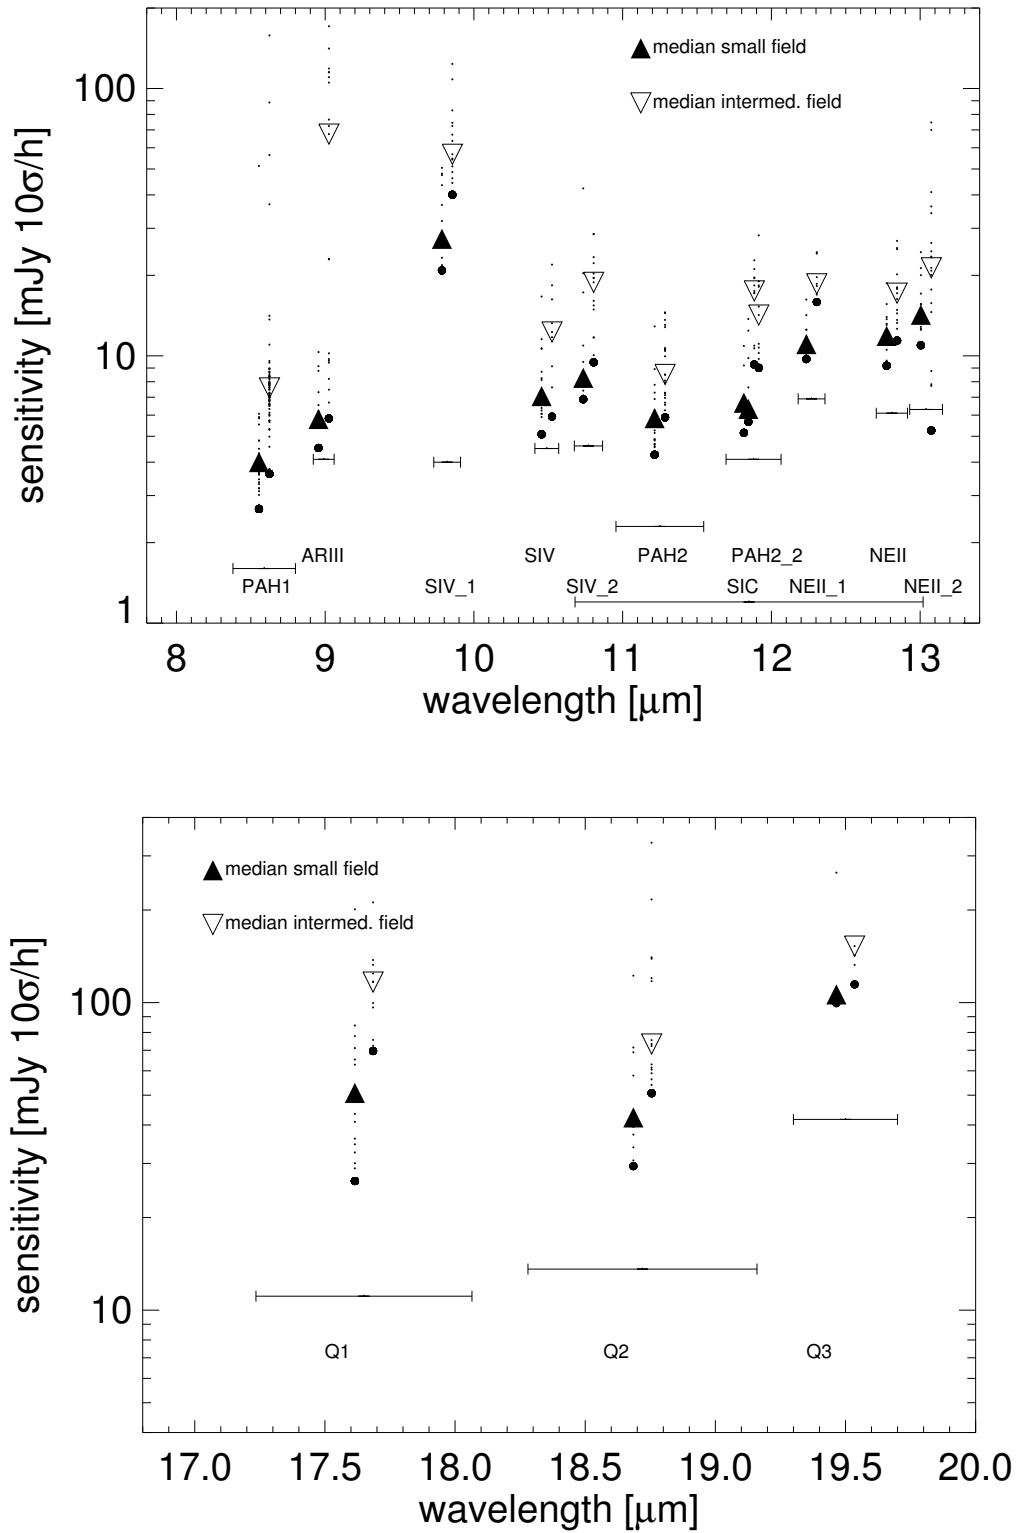 median small field
median intermed. field
100
10
1
sensitivity [mJy 10σ/h]
ARIII
SIV
PAH2
PAH2_2
NEII
PAH1
SIV_1
SIV_2
SIC
NEII_1
NEII_2
8
9
10
11
12
13
wavelength [μm]
median small field
median intermed. field
100
10
sensitivity [mJy 10σ/h]
Q1
Q2
Q3
17.0
17.5
18.0
18.5
19.0
19.5
20.0
wavelength [μm]